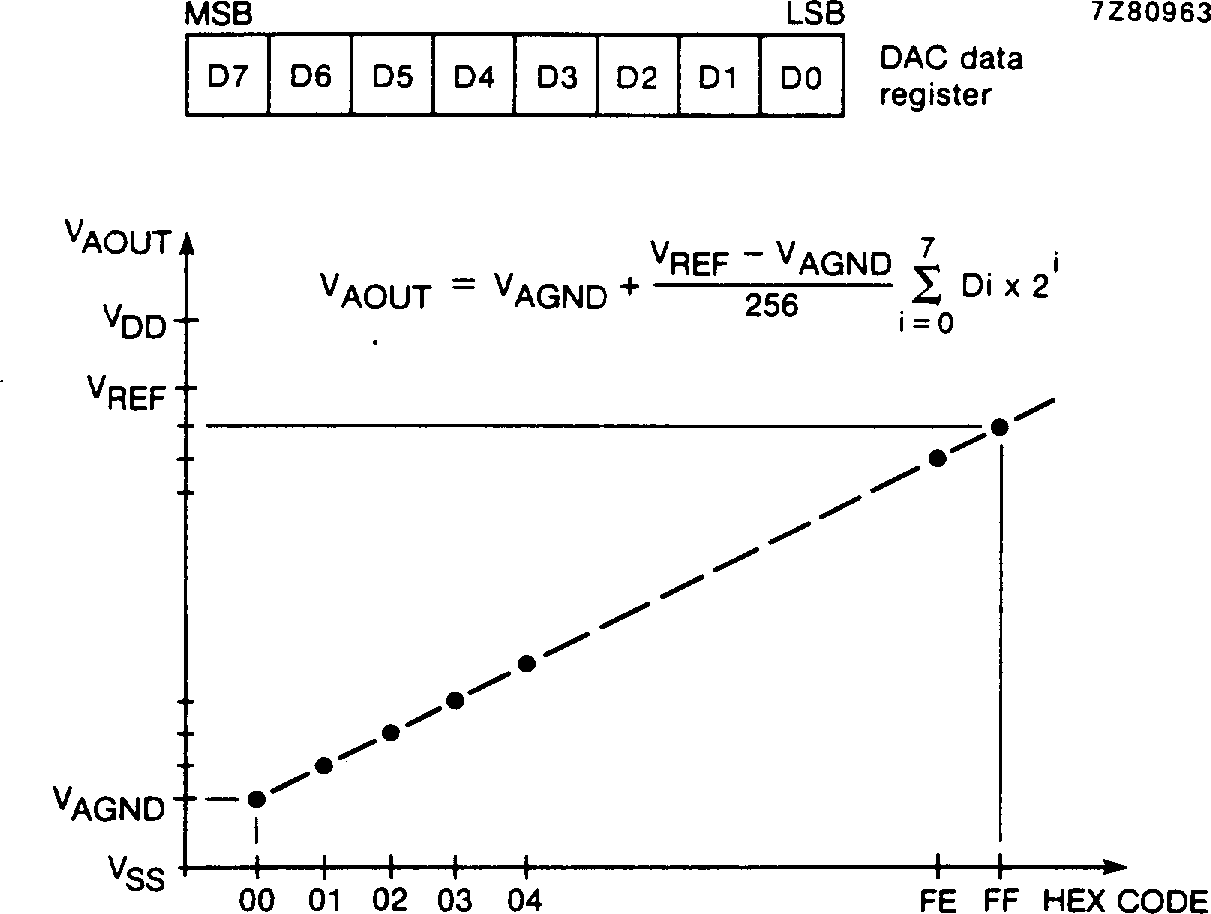 MSB LSB 7Z80963
D7 D6 D5 D4 D3 D2 D1 D0 DAC data
register
VAOUT
VAOUT = VAGND + VREF − VAGND / 256 7 Σ i = 0 Di x 2^i
VDD
VREF
VAGND
VSS
00 01 02 03 04 FE FF HEX CODE